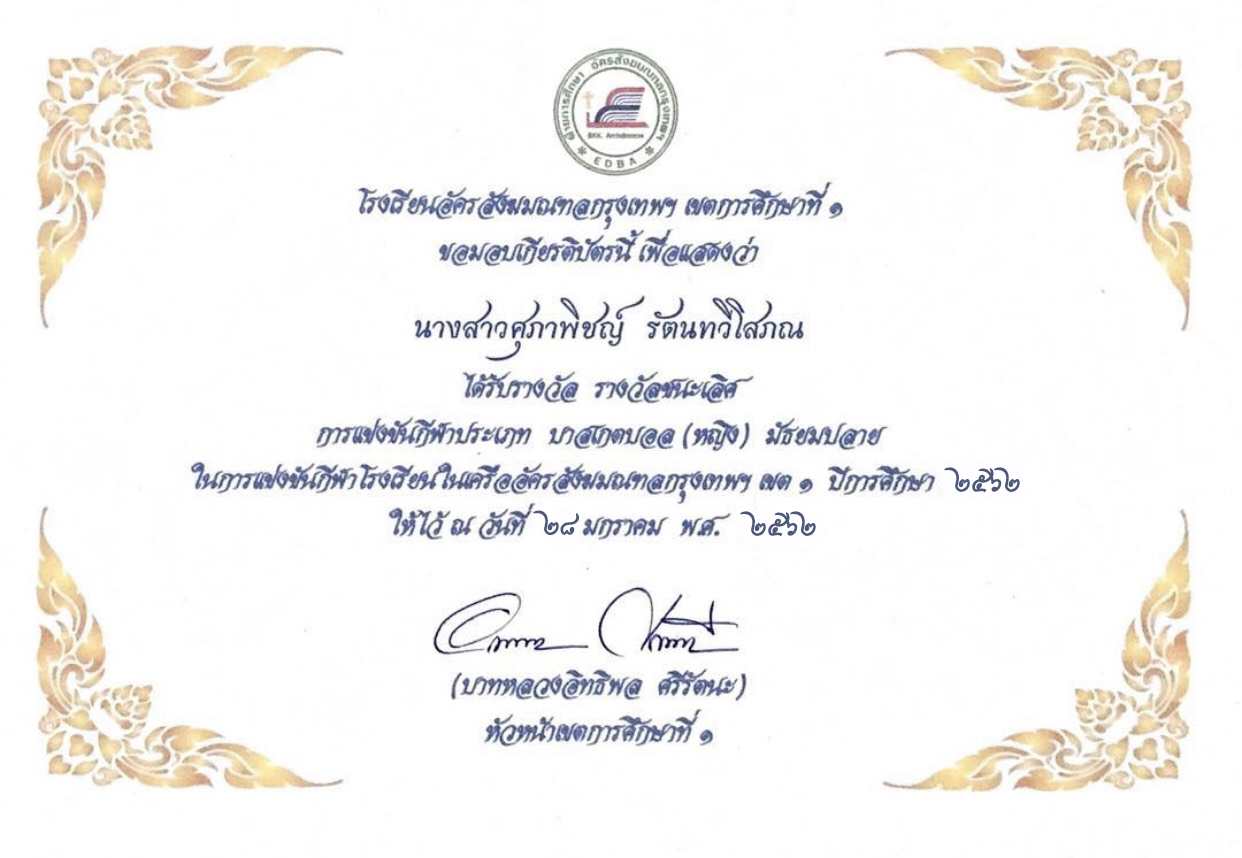 ฝ่ายการศึกษา อัครสังฆมณฑลกรุงเทพฯ
BKK. Archdiocese
EDBA
โรงเรียนอัครสังฆมณฑลกรุงเทพฯ เขตการศึกษาที่ ๑
ขอมอบเกียรติบัตรนี้ เพื่อแสดงว่า
นางสาวศุภาพิชญ์ รัตนทวีโสภณ
ได้รับรางวัล รางวัลชนะเลิศ
การแข่งขันกีฬาประเภท บาสเกตบอล (หญิง) มัธยมปลาย
ในการแข่งขันกีฬาโรงเรียนในเครืออัครสังฆมณฑลกรุงเทพฯ เขต ๑ ปีการศึกษา ๒๕๖๒
ให้ไว้ ณ วันที่ ๒๘ มกราคม พ.ศ. ๒๕๖๒
(บาทหลวงอิทธิพล ศรีรัตนะ)
หัวหน้าเขตการศึกษาที่ ๑